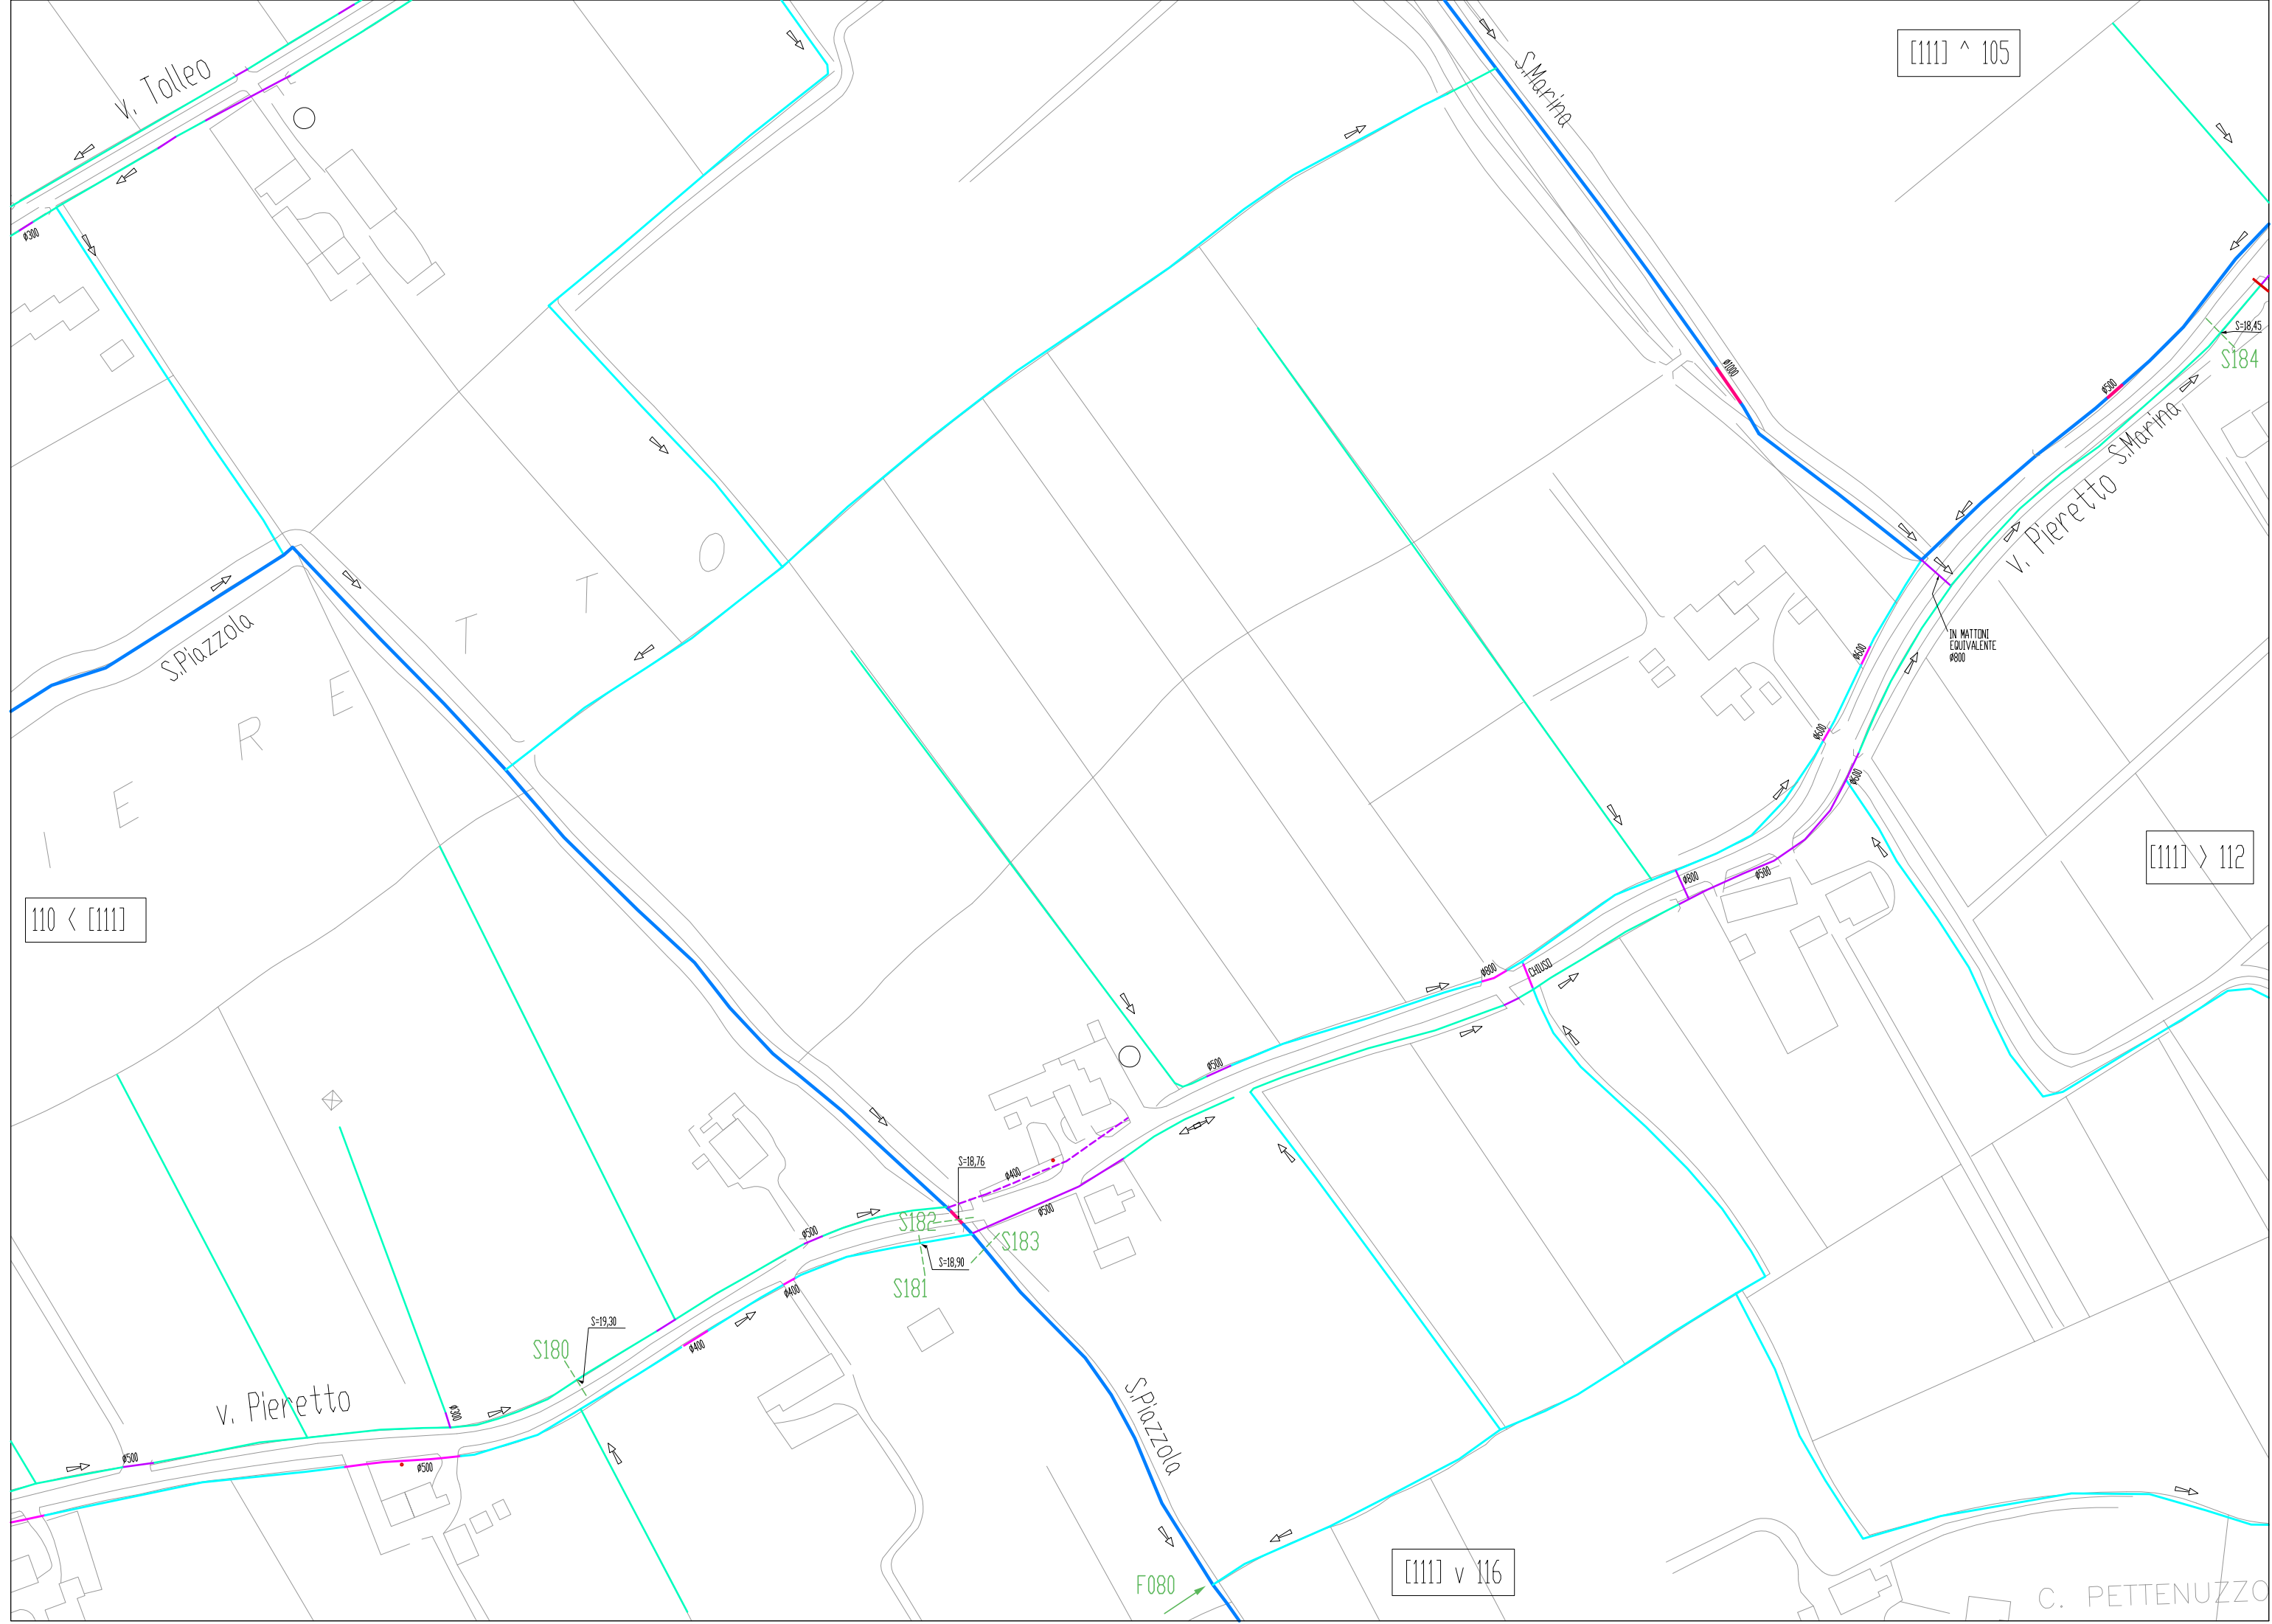 V. Tolleo
S.Marina
[111] ^ 105
ø300
S=18,45
S184
ø1000
ø500
v. Pieretto S.Marina
S.Piazzola
I E R E T T O
IN MATTONI
EQUIVALENTE
ø800
ø600
ø600
ø600
[111] > 112
110 < [111]
ø800
ø500
ø800
CHIUSO
ø500
S=18,76
ø400
S182
ø500
S183
ø500
S=18,90
S181
ø400
S=19,30
S180
ø400
v. Pieretto
ø300
S.Piazzola
ø500
ø500
F080
[111] v 116
C. PETTENUZZO